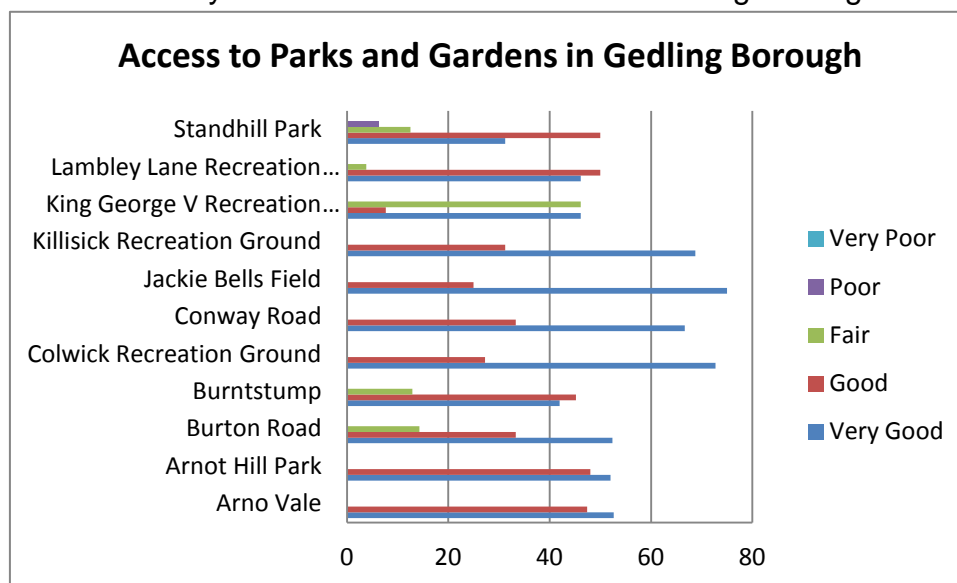 Access to Parks and Gardens in Gedling Borough
Standhill Park
Lambley Lane Recreation...
King George V Recreation...
Killisick Recreation Ground
Jackie Bells Field
Conway Road
Colwick Recreation Ground
Burntstump
Burton Road
Arnot Hill Park
Arno Vale
0 20 40 60 80
Very Poor
Poor
Fair
Good
Very Good